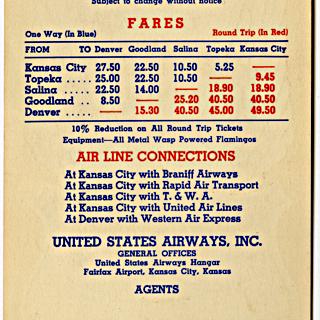 Subject to change without notice
FARES
One Way (In Blue) Round Trip (In Red)
FROM TO Denver Goodland Salina Topeka Kansas City
Kansas City 27.50 22.50 10.50 5.25 —
Topeka ..... 25.00 22.50 10.50 — 9.45
Salina ...... 22.50 14.00 — 18.90 18.90
Goodland .. 8.50 — 25.20 40.50 40.50
Denver ..... — 15.30 40.50 45.00 49.50
10% Reduction on All Round Trip Tickets
Equipment—All Metal Wasp Powered Flamingos
AIR LINE CONNECTIONS
At Kansas City with Braniff Airways
At Kansas City with Rapid Air Transport
At Kansas City with T. & W. A.
At Kansas City with United Air Lines
At Denver with Western Air Express
UNITED STATES AIRWAYS, INC.
GENERAL OFFICES
United States Airways Hangar
Fairfax Airport, Kansas City, Kansas
AGENTS